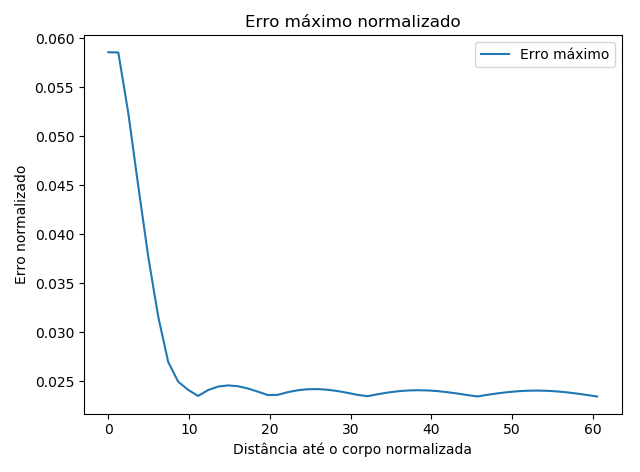 Erro máximo normalizado
Erro máximo
Erro normalizado
0.060
0.055
0.050
0.045
0.040
0.035
0.030
0.025
0 10 20 30 40 50 60
Distância até o corpo normalizada